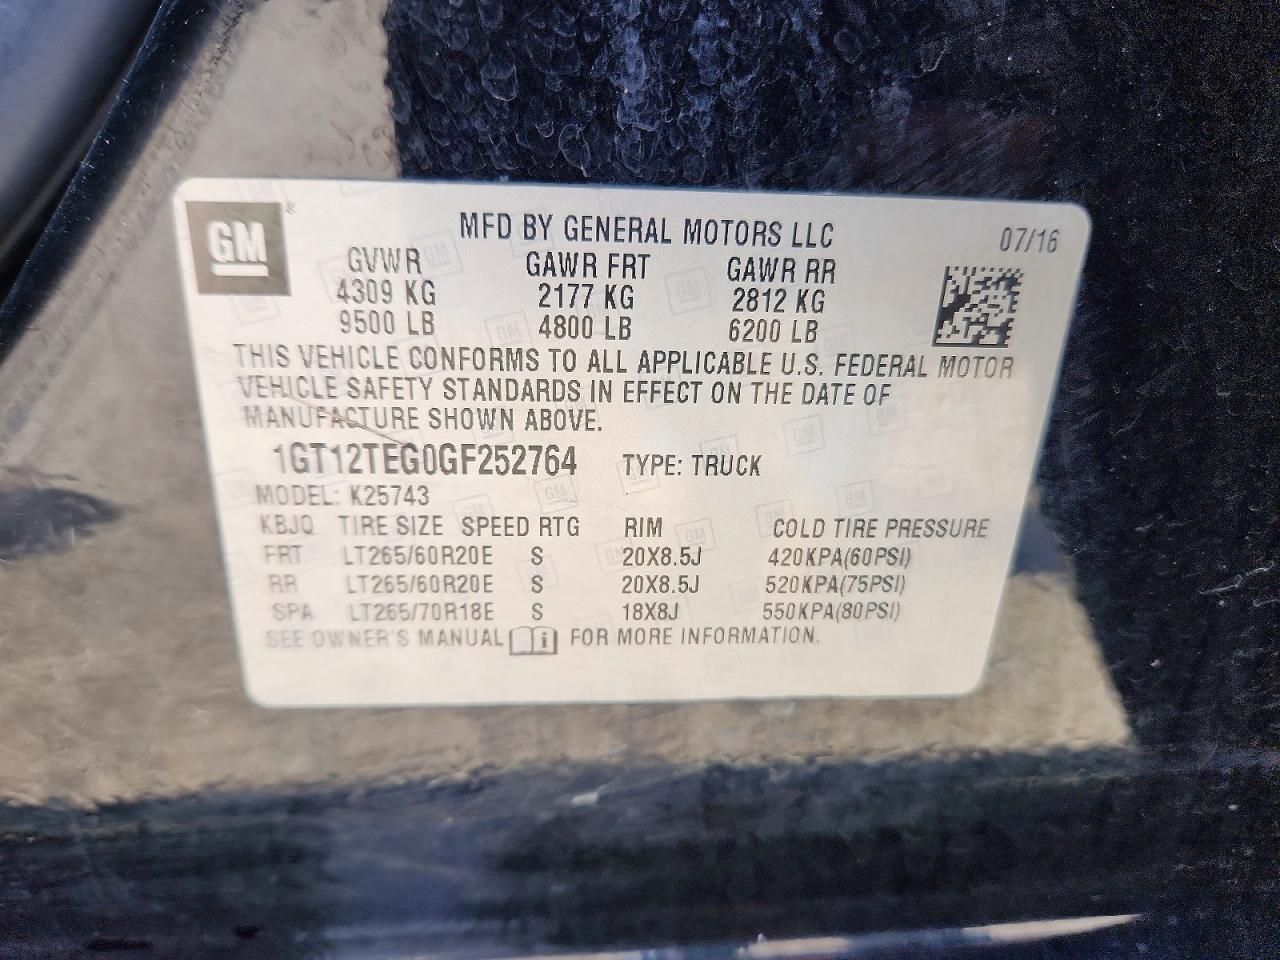 GM
MFD BY GENERAL MOTORS LLC 07/16
GVWR GAWR FRT GAWR RR
4309 KG 2177 KG 2812 KG
9500 LB 4800 LB 6200 LB
THIS VEHICLE CONFORMS TO ALL APPLICABLE U.S. FEDERAL MOTOR
VEHICLE SAFETY STANDARDS IN EFFECT ON THE DATE OF
MANUFACTURE SHOWN ABOVE.
1GT12TEG0GF252764 TYPE: TRUCK
MODEL: K25743
KBJQ TIRE SIZE SPEED RTG RIM COLD TIRE PRESSURE
FRT LT265/60R20E S 20X8.5J 420KPA(60PSI)
RR LT265/60R20E S 20X8.5J 520KPA(75PSI)
SPA LT265/70R18E S 18X8J 550KPA(80PSI)
SEE OWNER'S MANUAL i FOR MORE INFORMATION.